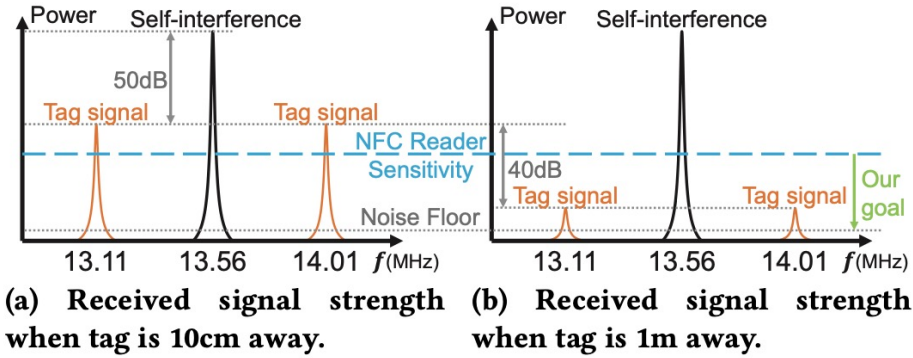 Power
Self-interference
50dB
Tag signal
Tag signal
NFC Reader
Sensitivity
Noise Floor
13.11
13.56
14.01
f(MHz)
(a) Received signal strength
when tag is 10cm away.
Power
Self-interference
40dB
Tag signal
Tag signal
Our
goal
13.11
13.56
14.01
f(MHz)
(b) Received signal strength
when tag is 1m away.